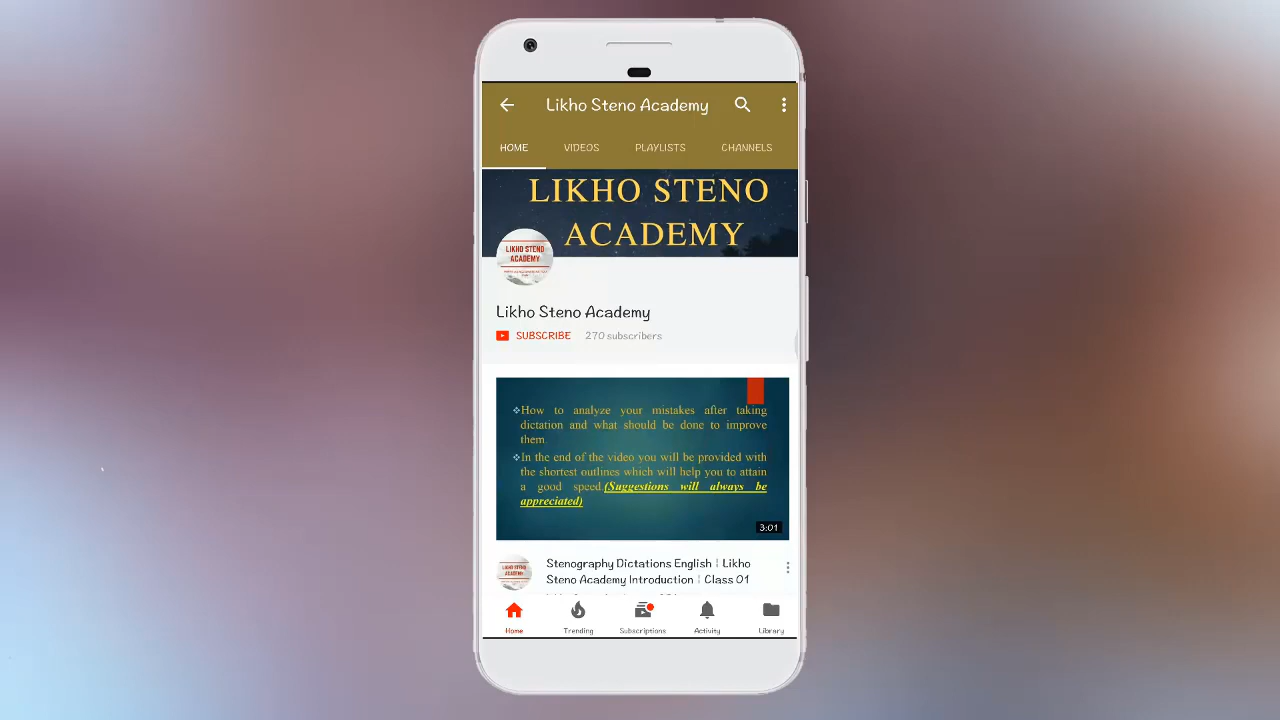 Likho Steno Academy
HOME VIDEOS PLAYLISTS CHANNELS
LIKHO STENO
ACADEMY
LIKHO STENO
ACADEMY
Likho Steno Academy
SUBSCRIBE 270 subscribers
❖How to analyze your mistakes after taking
dictation and what should be done to improve
them.
❖In the end of the video you will be provided with
the shortest outlines which will help you to attain
a good speed.(Suggestions will always be
appreciated)
3:01
Stenography Dictations English | Likho
Steno Academy Introduction | Class 01
LIKHO STENO
ACADEMY
Home Trending Subscriptions Activity Library